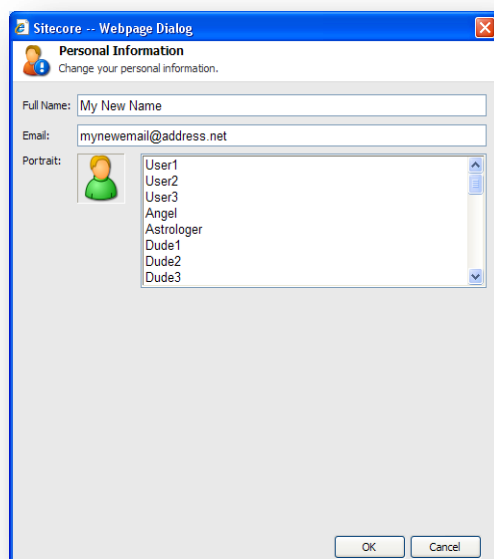 Sitecore -- Webpage Dialog
Personal Information
Change your personal information.
Full Name: My New Name
Email: mynewemail@address.net
Portrait:
User1
User2
User3
Angel
Astrologer
Dude1
Dude2
Dude3
OK Cancel